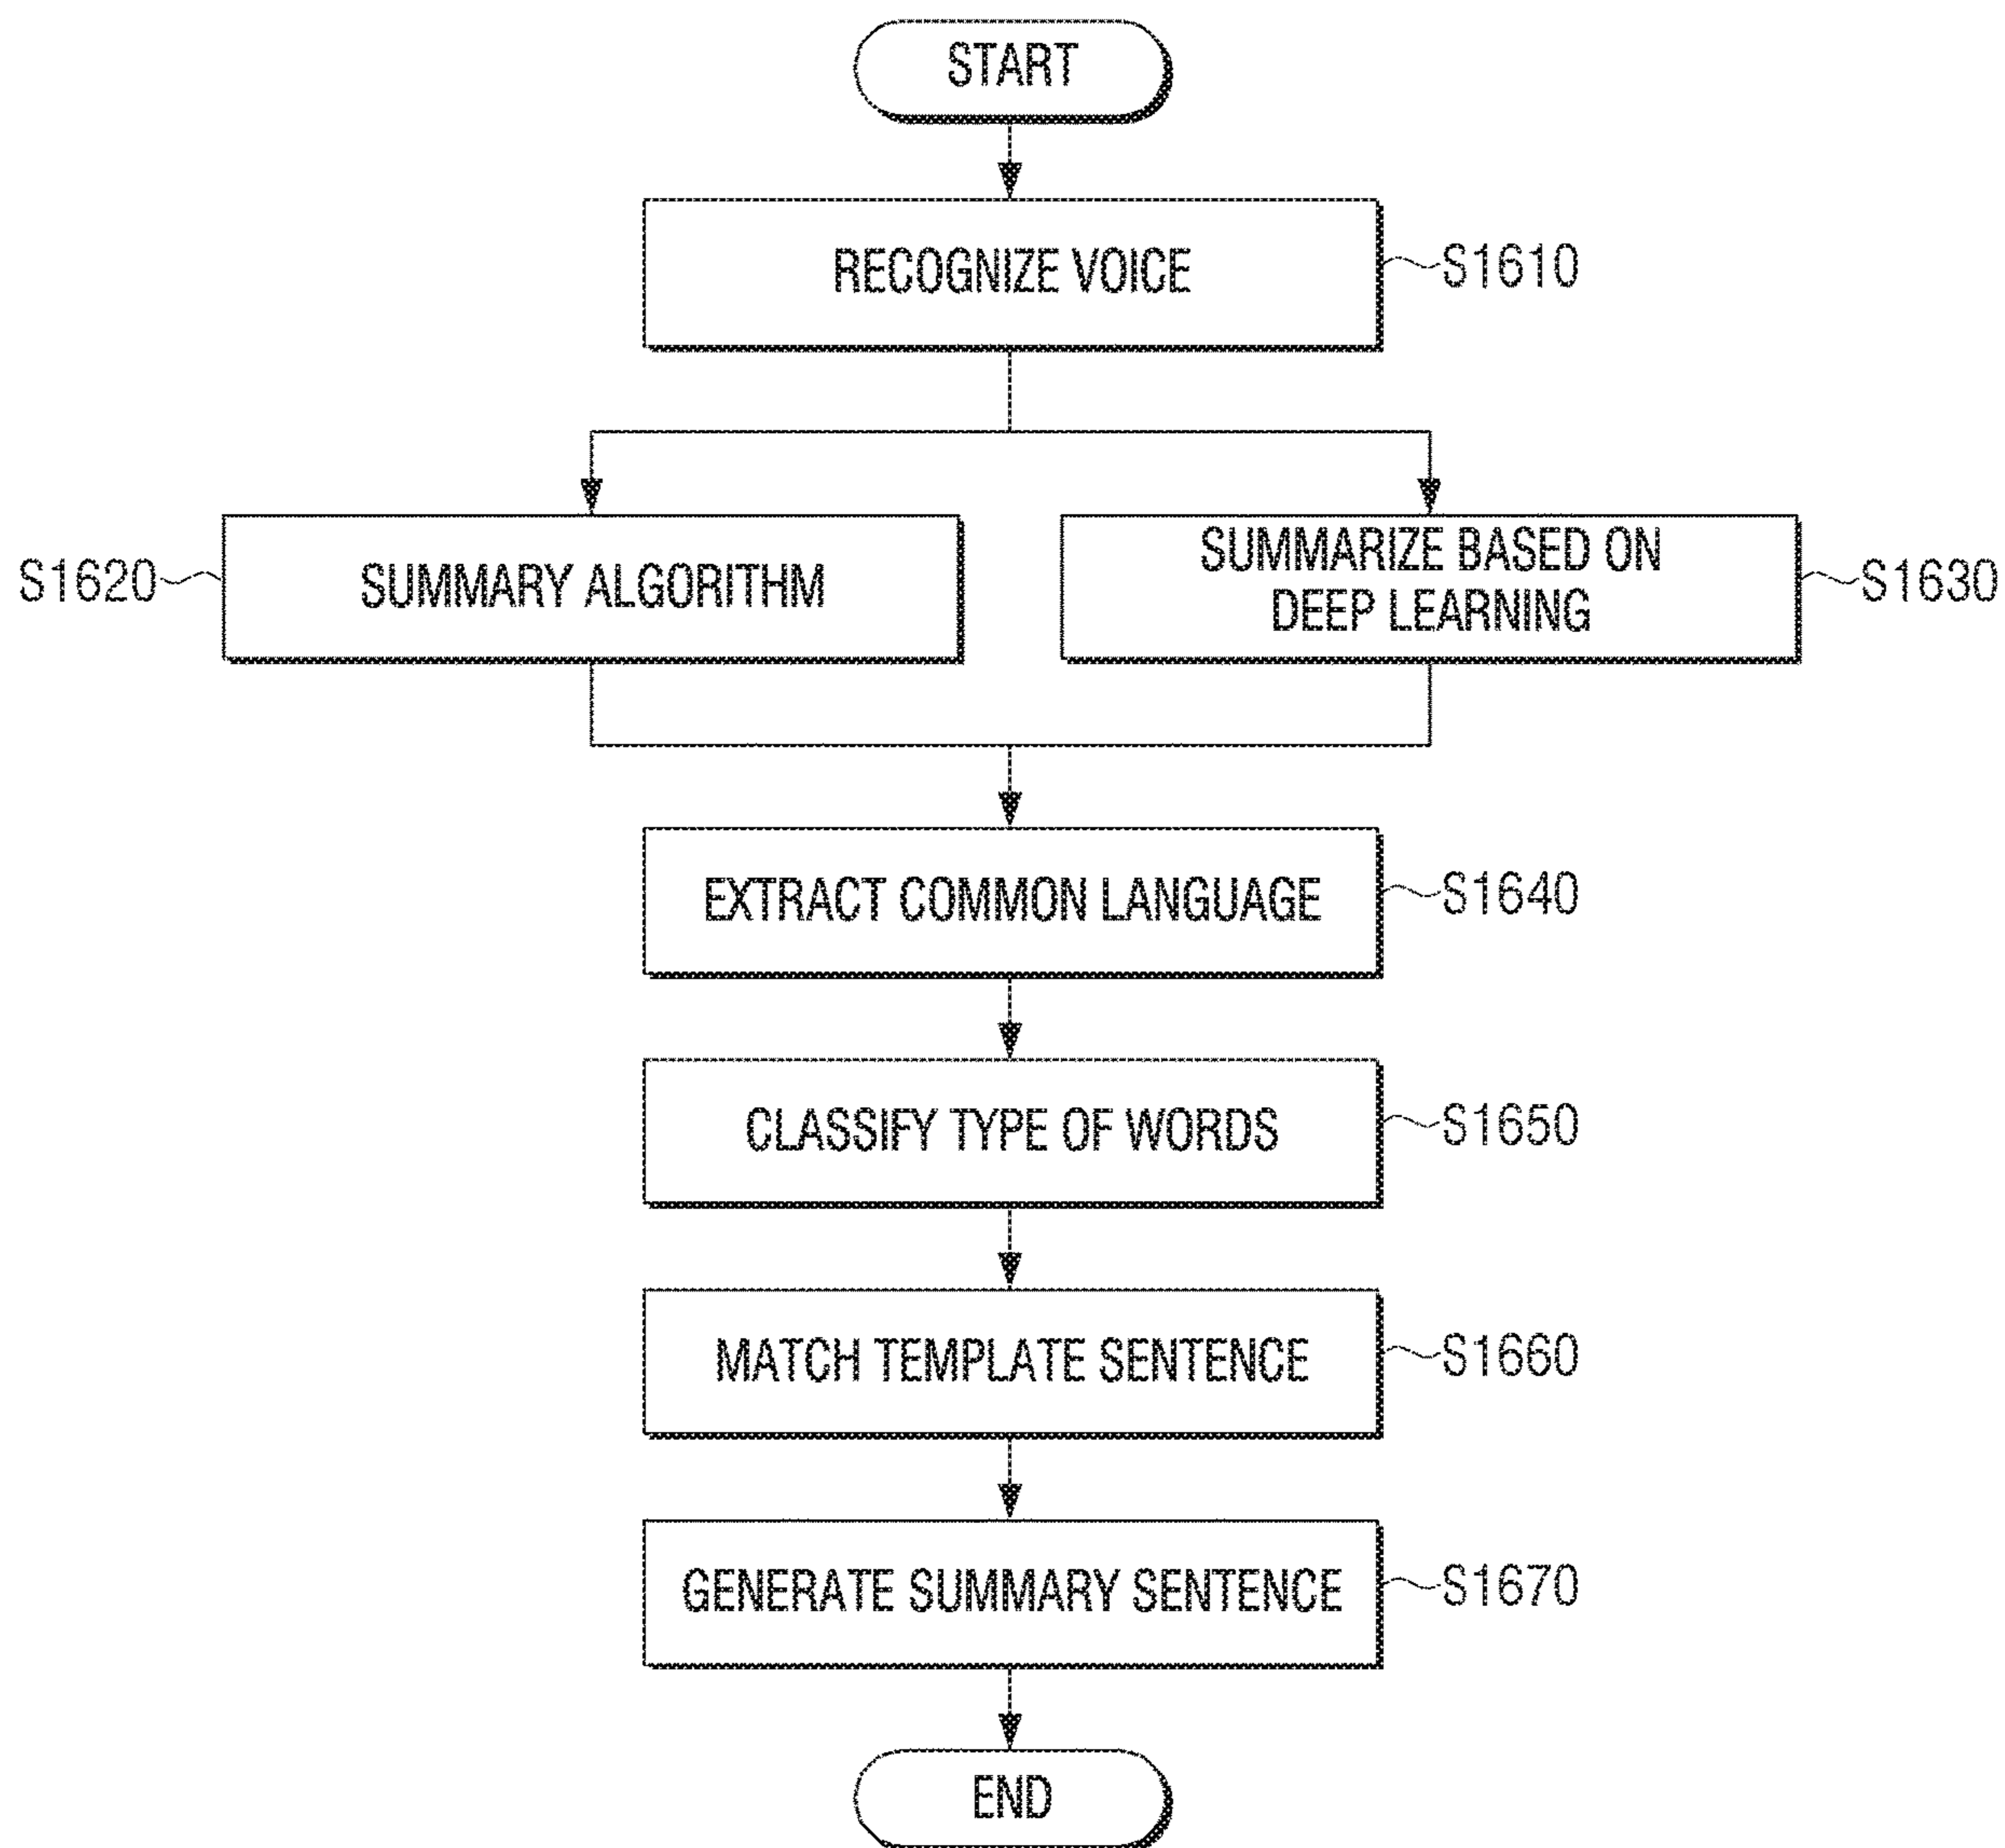 START
RECOGNIZE VOICE
S1610
S1620
SUMMARY ALGORITHM
SUMMARIZE BASED ON
DEEP LEARNING
S1630
EXTRACT COMMON LANGUAGE
S1640
CLASSIFY TYPE OF WORDS
S1650
MATCH TEMPLATE SENTENCE
S1660
GENERATE SUMMARY SENTENCE
S1670
END